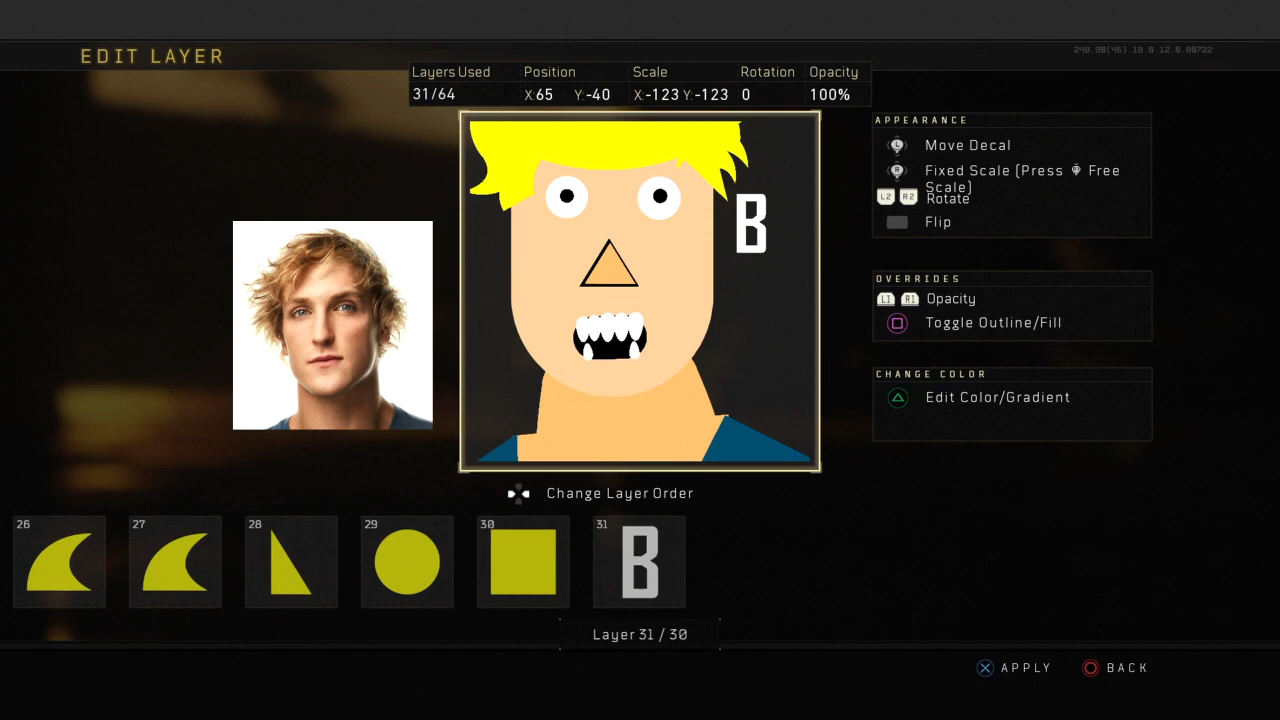 EDIT LAYER
Layers Used Position Scale Rotation Opacity
31/64 X:65 Y:-40 X:-123 Y:-123 0 100%
APPEARANCE
L Move Decal
R Fixed Scale (Press Free
Scale)
L2 R2 Rotate
Flip
B
OVERRIDES
L1 R1 Opacity
Toggle Outline/Fill
CHANGE COLOR
Edit Color/Gradient
Change Layer Order
26 27 28 29 30 31
B
Layer 31 / 30
APPLY BACK